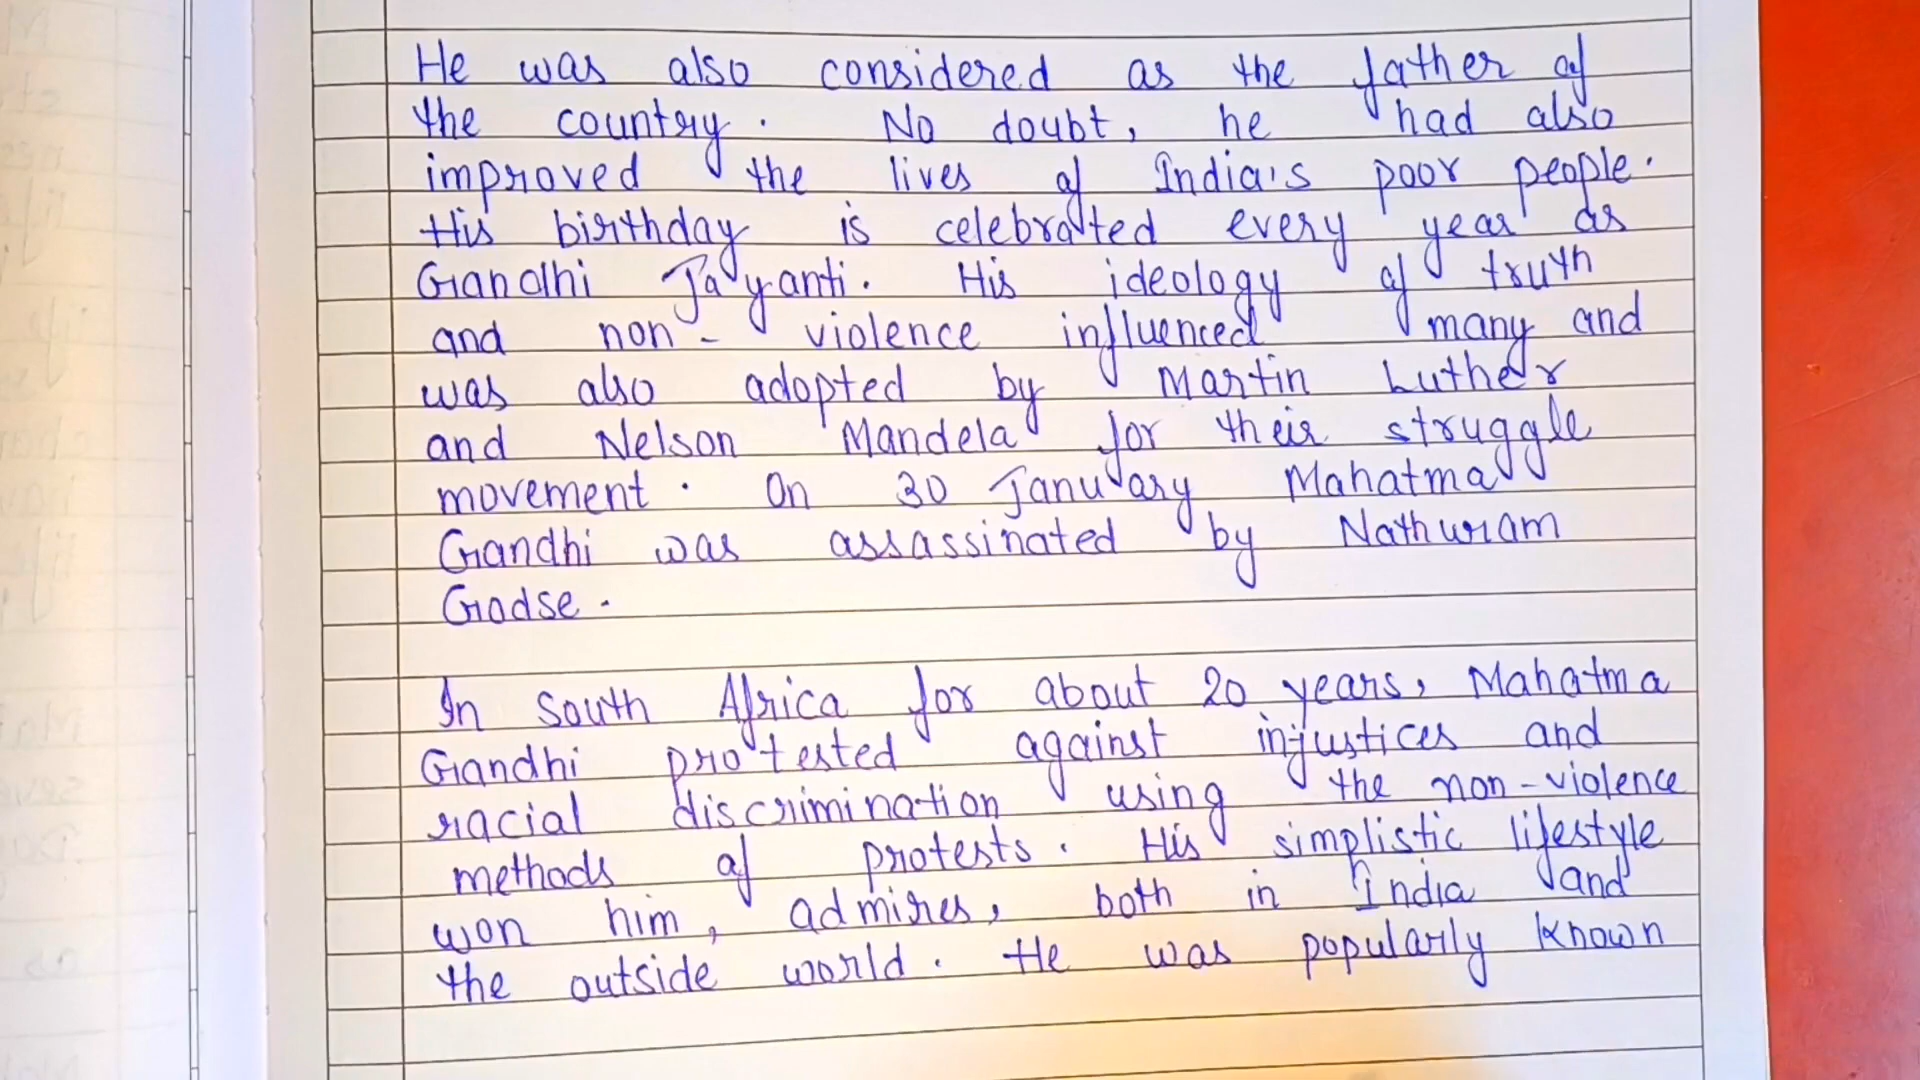 He was also considered as the father of
the country. No doubt, he had also
improved the lives of India's poor people.
His birthday is celebrated every year as
Gandhi Jayanti. His ideology of truth
and non- violence influenced many and
was also adopted by Martin Luther
and Nelson Mandela for their struggle
movement. On 30 January Mahatma
Gandhi was assassinated by Nathuram
Godse.
In South Africa for about 20 years, Mahatma
Gandhi protested against injustices and
racial discrimination using the non-violence
methods of protests. His simplistic lifestyle
won him, admires, both in India and
the outside world. He was popularly known